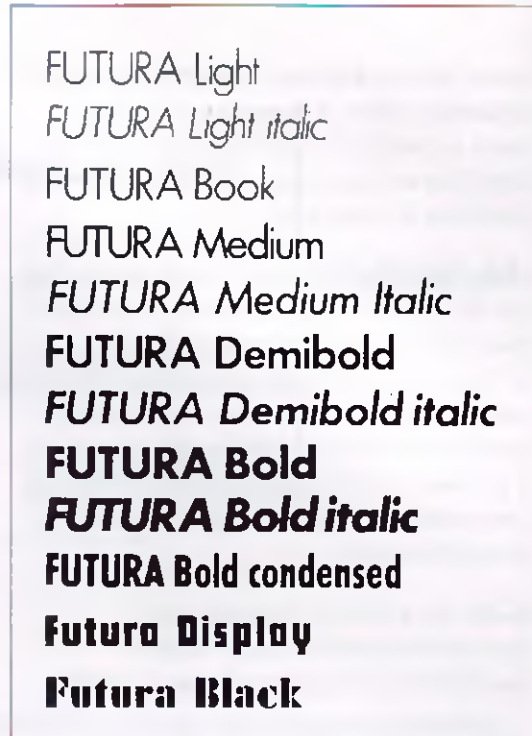 FUTURA Light
FUTURA Light italic
FUTURA Book
FUTURA Medium
FUTURA Medium Italic
FUTURA Demibold
FUTURA Demibold italic
FUTURA Bold
FUTURA Bold italic
FUTURA Bold condensed
Futura Display
Futura Black